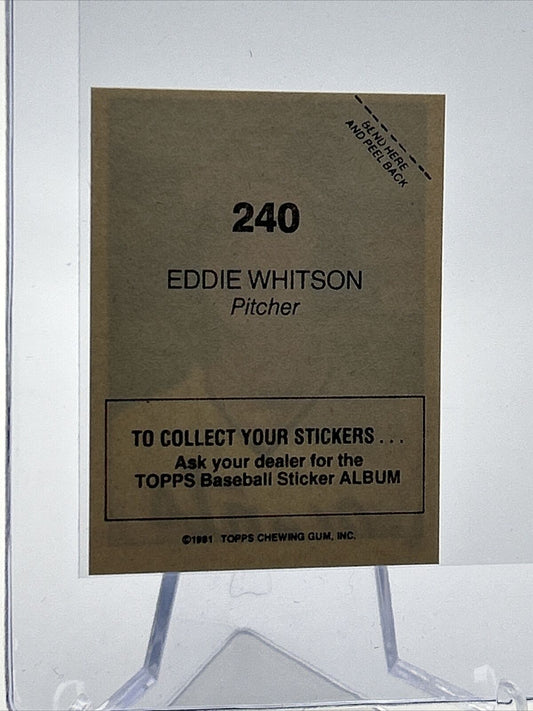 BEND HERE
AND PEEL BACK
240
EDDIE WHITSON
Pitcher
TO COLLECT YOUR STICKERS...
Ask your dealer for the
TOPPS Baseball Sticker ALBUM
©1981 TOPPS CHEWING GUM, INC.